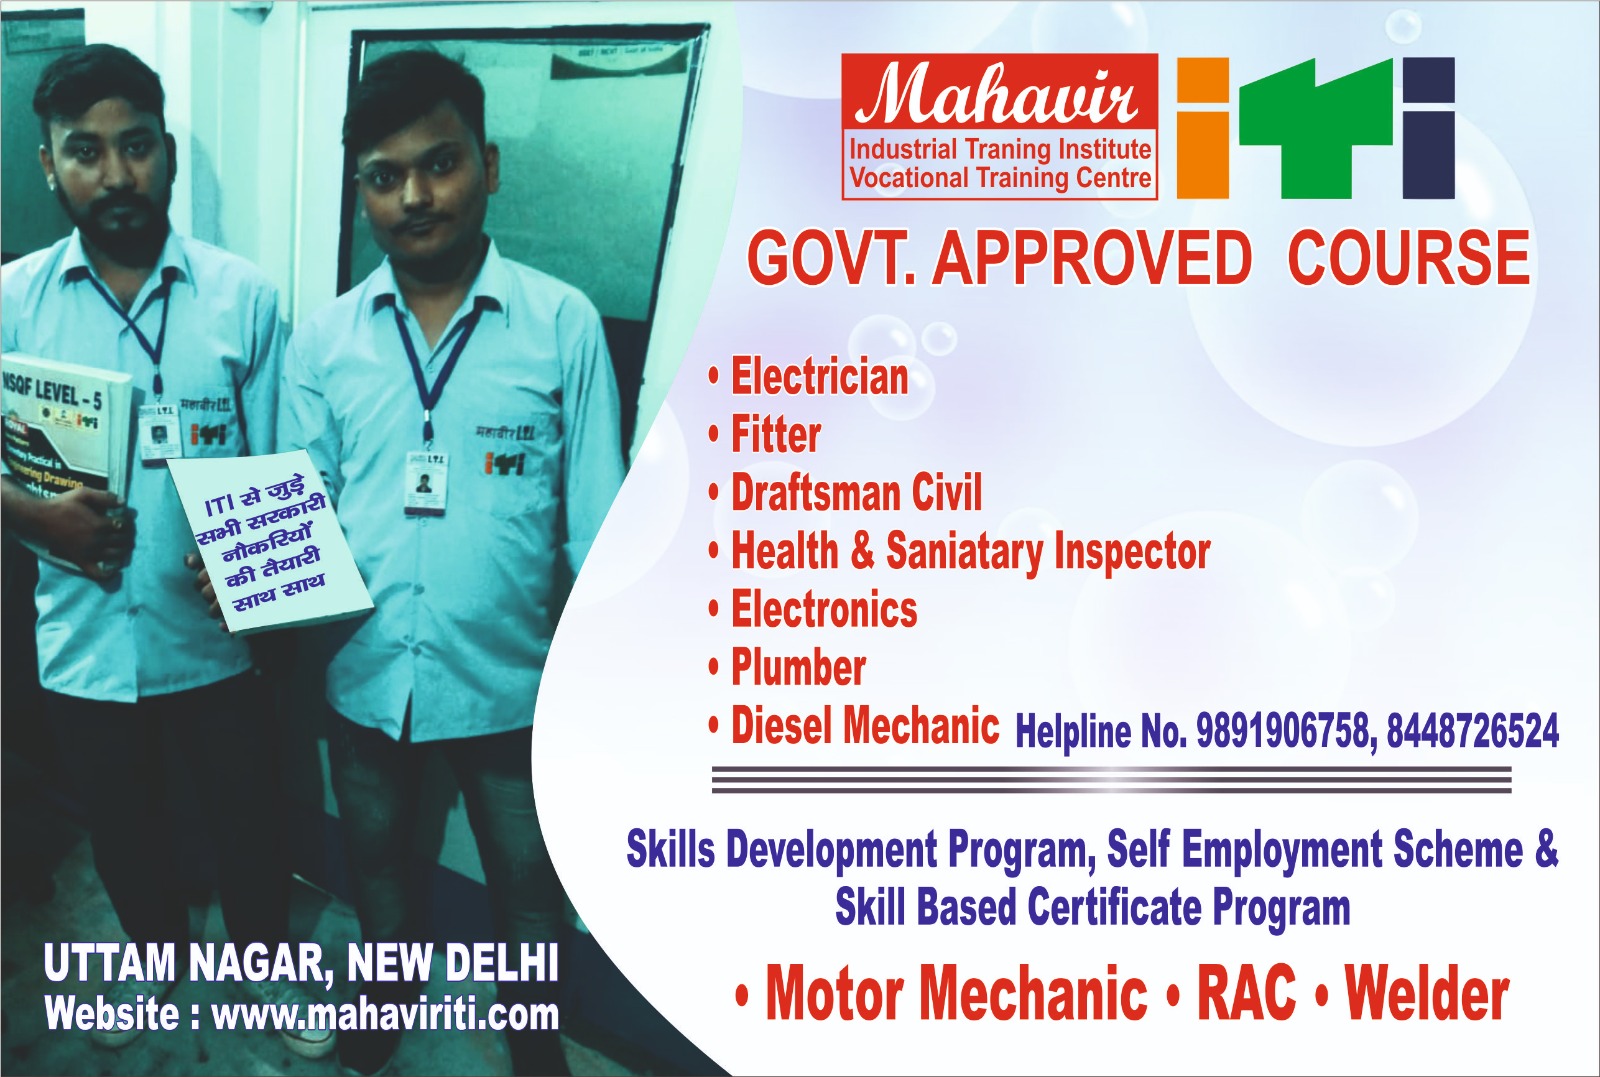 Mahavir
Industrial Traning Institute
Vocational Training Centre
iTi
GOVT. APPROVED COURSE
• Electrician
• Fitter
• Draftsman Civil
• Health & Saniatary Inspector
• Electronics
• Plumber
• Diesel Mechanic
Helpline No. 9891906758, 8448726524
Skills Development Program, Self Employment Scheme &
Skill Based Certificate Program
• Motor Mechanic • RAC • Welder
NSQF LEVEL - 5
Engineering Drawing
महावीर I.T.I.
iTi
I.T.I.
महावीर I.T.I.
iTi
I.T.I.
ITI से जुड़े
सभी सरकारी
नौकरियों
की तैयारी
साथ साथ
UTTAM NAGAR, NEW DELHI
Website : www.mahaviriti.com